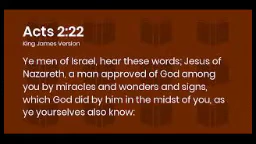 Acts 2:22
King James Version
Ye men of Israel, hear these words; Jesus of
Nazareth, a man approved of God among
you by miracles and wonders and signs,
which God did by him in the midst of you, as
ye yourselves also know: